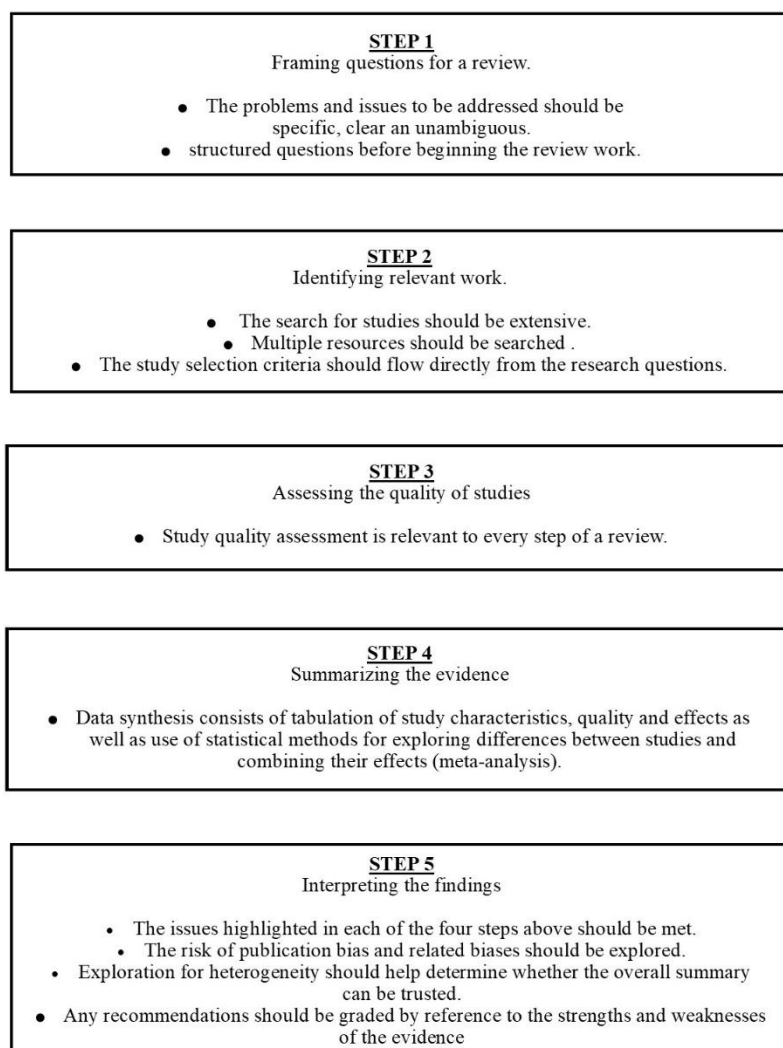 STEP 1
Framing questions for a review.
● The problems and issues to be addressed should be
specific, clear an unambiguous.
● structured questions before beginning the review work.
STEP 2
Identifying relevant work.
● The search for studies should be extensive.
● Multiple resources should be searched .
● The study selection criteria should flow directly from the research questions.
STEP 3
Assessing the quality of studies
● Study quality assessment is relevant to every step of a review.
STEP 4
Summarizing the evidence
● Data synthesis consists of tabulation of study characteristics, quality and effects as
well as use of statistical methods for exploring differences between studies and
combining their effects (meta-analysis).
STEP 5
Interpreting the findings
• The issues highlighted in each of the four steps above should be met.
• The risk of publication bias and related biases should be explored.
• Exploration for heterogeneity should help determine whether the overall summary
can be trusted.
● Any recommendations should be graded by reference to the strengths and weaknesses
of the evidence